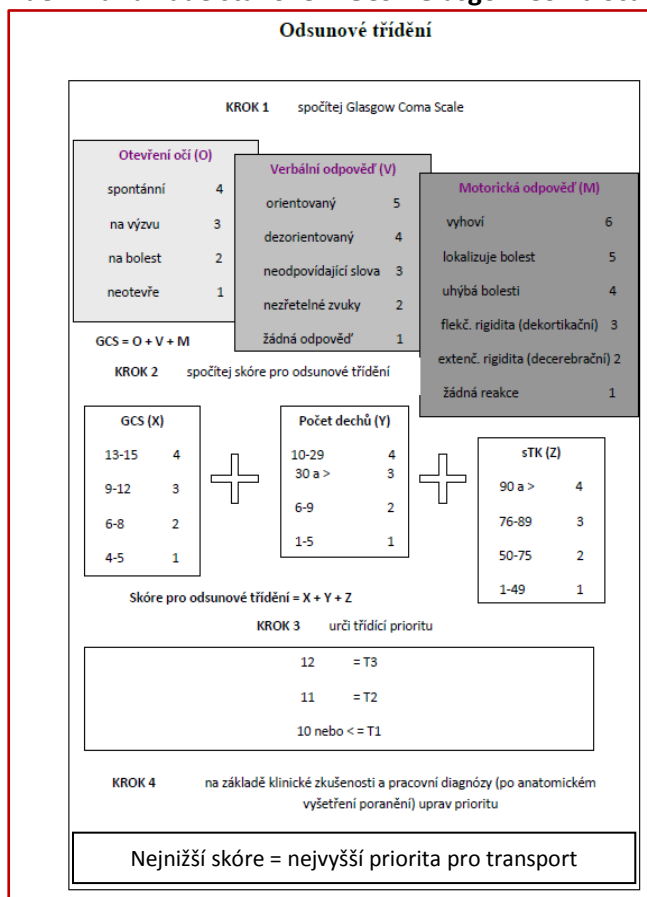 Odsunové třídění
KROK 1 spočítej Glasgow Coma Scale
Otevření očí (O)
spontánní 4
na výzvu 3
na bolest 2
neotevře 1
Verbální odpověď (V)
orientovaný 5
dezorientovaný 4
neodpovídající slova 3
nezřetelné zvuky 2
žádná odpověď 1
Motorická odpověď (M)
vyhoví 6
lokalizuje bolest 5
uhýbá bolesti 4
flekč. rigidita (dekortikační) 3
extenč. rigidita (decerebrační) 2
žádná reakce 1
GCS = O + V + M
KROK 2 spočítej skóre pro odsunové třídění
GCS (X)
13-15 4
9-12 3
6-8 2
4-5 1
Počet dechů (Y)
10-29 4
30 a > 3
6-9 2
1-5 1
sTK (Z)
90 a > 4
76-89 3
50-75 2
1-49 1
Skóre pro odsunové třídění = X + Y + Z
KROK 3 urči třídící prioritu
12 = T3
11 = T2
10 nebo < = T1
KROK 4 na základě klinické zkušenosti a pracovní diagnózy (po anatomickém
vyšetření poranění) uprav prioritu
Nejnižší skóre = nejvyšší priorita pro transport